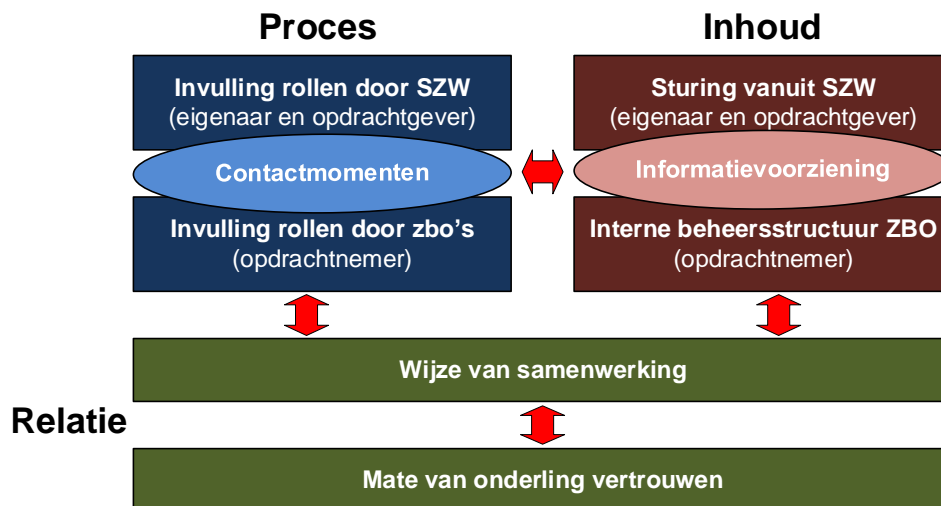 Proces
Invulling rollen door SZW
(eigenaar en opdrachtgever)
Contactmomenten
Invulling rollen door zbo's
(opdrachtnemer)
Inhoud
Sturing vanuit SZW
(eigenaar en opdrachtgever)
Informatievoorziening
Interne beheersstructuur ZBO
(opdrachtnemer)
Relatie
Wijze van samenwerking
Mate van onderling vertrouwen